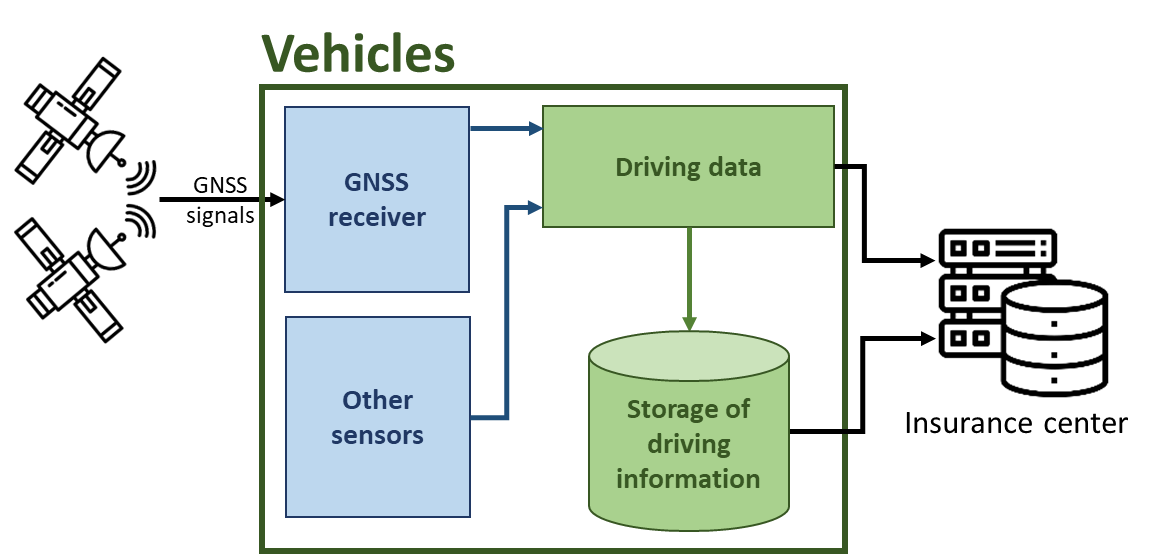 Vehicles
GNSS
signals
GNSS
receiver
Driving data
Other
sensors
Storage of
driving
information
Insurance center